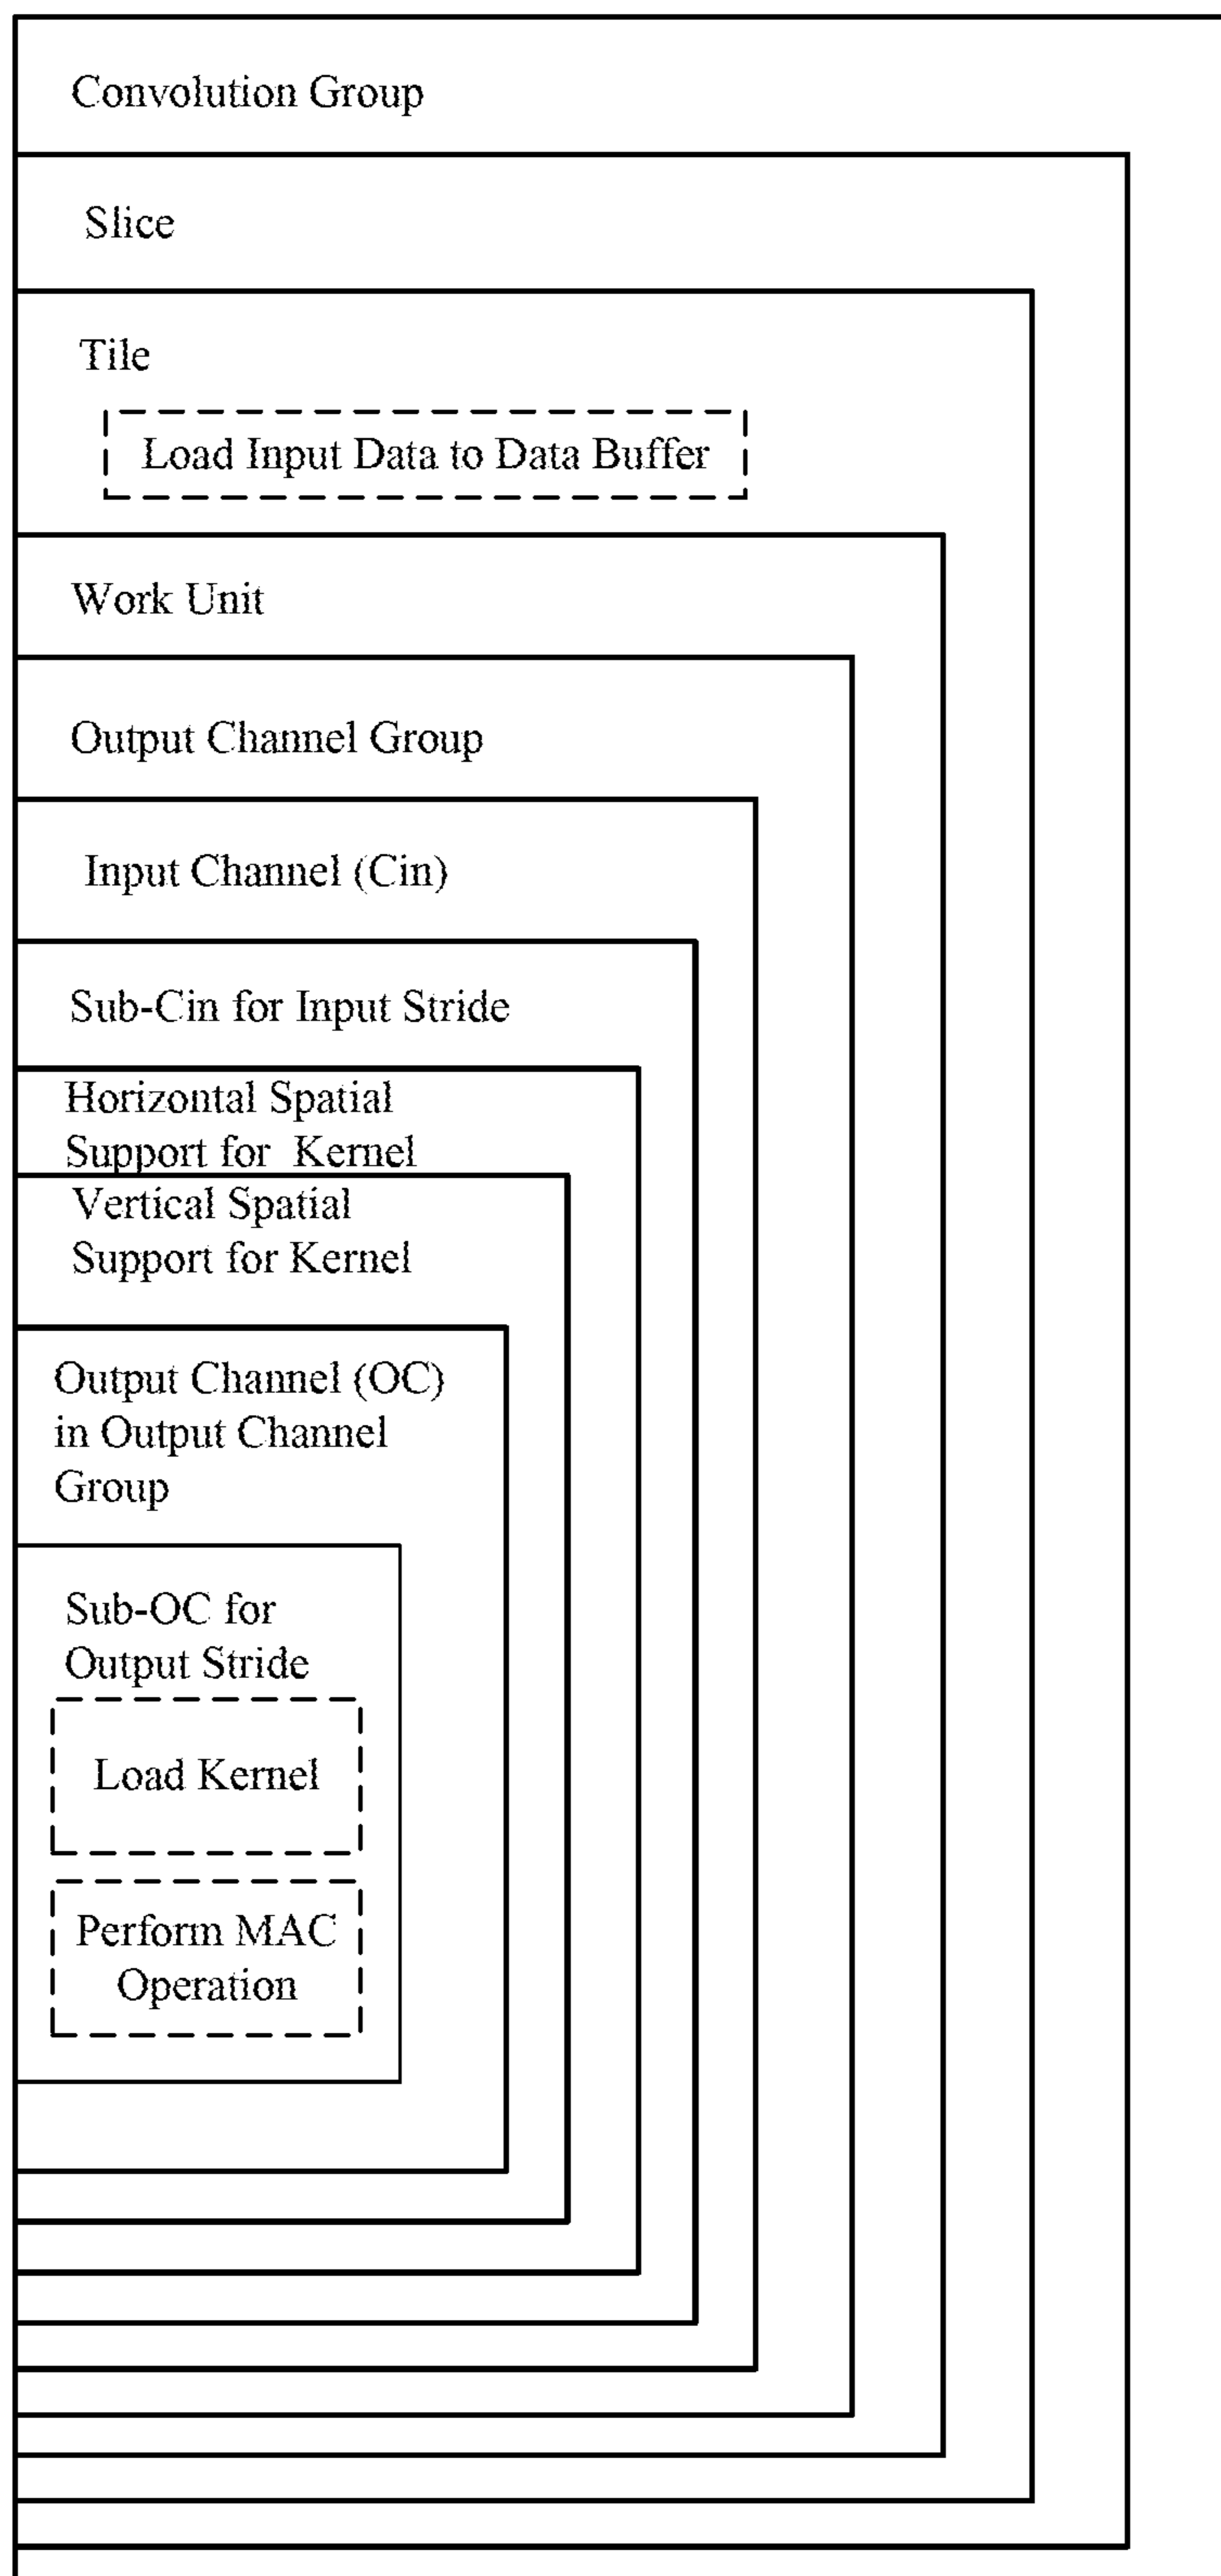 Convolution Group
Slice
Tile
Load Input Data to Data Buffer
Work Unit
Output Channel Group
Input Channel (Cin)
Sub-Cin for Input Stride
Horizontal Spatial
Support for Kernel
Vertical Spatial
Support for Kernel
Output Channel (OC)
in Output Channel
Group
Sub-OC for
Output Stride
Load Kernel
Perform MAC
Operation